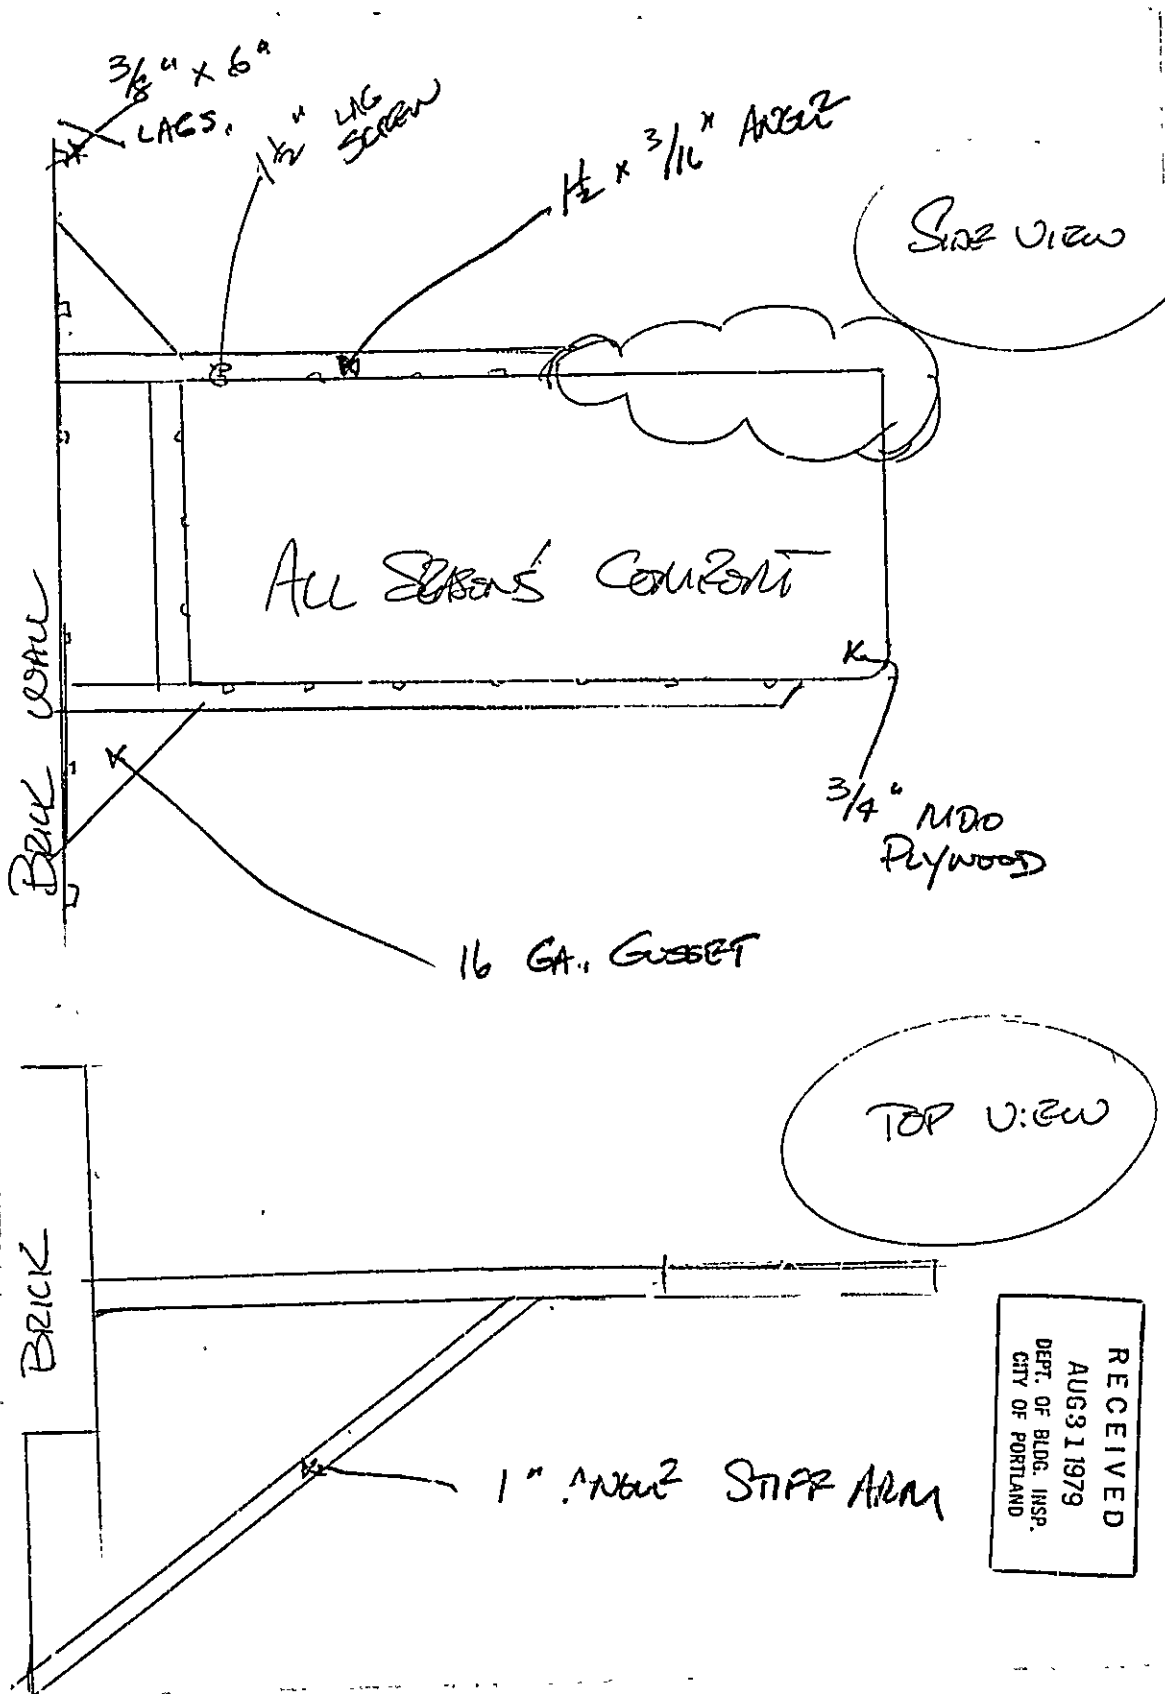 3/8" x 6"
LAGS.
1 1/2" LAG
SCREW
1 1/2 x 3/16" ANGLE
SIDE VIEW
ALL SEASONS' COMFORT
BRICK WALL
3/4" MDO
PLYWOOD
16 GA. GUSSET
TOP VIEW
BRICK
1" ANGLE STIFF ARM
RECEIVED
AUG 31 1979
DEPT. OF BLDG. INSP.
CITY OF PORTLAND